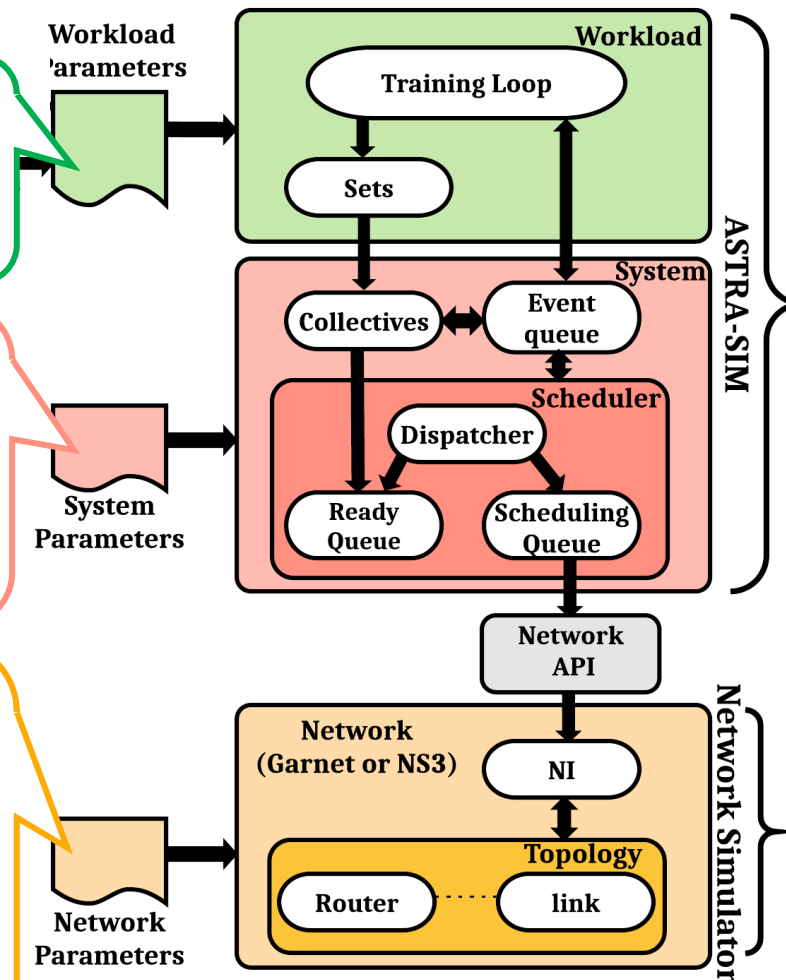 Workload
Parameters
Workload
Training Loop
Sets
ASTRA-SIM
System
Collectives
Event
queue
Scheduler
Dispatcher
Ready
Queue
Scheduling
Queue
System
Parameters
Network
API
Network
(Garnet or NS3)
NI
Topology
Router
link
Network Simulator
Network
Parameters